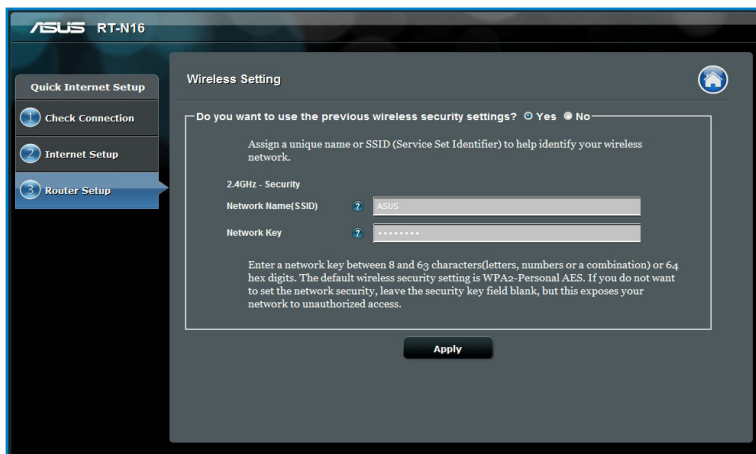 ASUS RT-N16
Quick Internet Setup
1 Check Connection
2 Internet Setup
3 Router Setup
Wireless Setting
Do you want to use the previous wireless security settings? Yes No
Assign a unique name or SSID (Service Set Identifier) to help identify your wireless
network.
2.4GHz - Security
Network Name(SSID) ? ASUS
Network Key ? ••••••••
Enter a network key between 8 and 63 characters(letters, numbers or a combination) or 64
hex digits. The default wireless security setting is WPA2-Personal AES. If you do not want
to set the network security, leave the security key field blank, but this exposes your
network to unauthorized access.
Apply